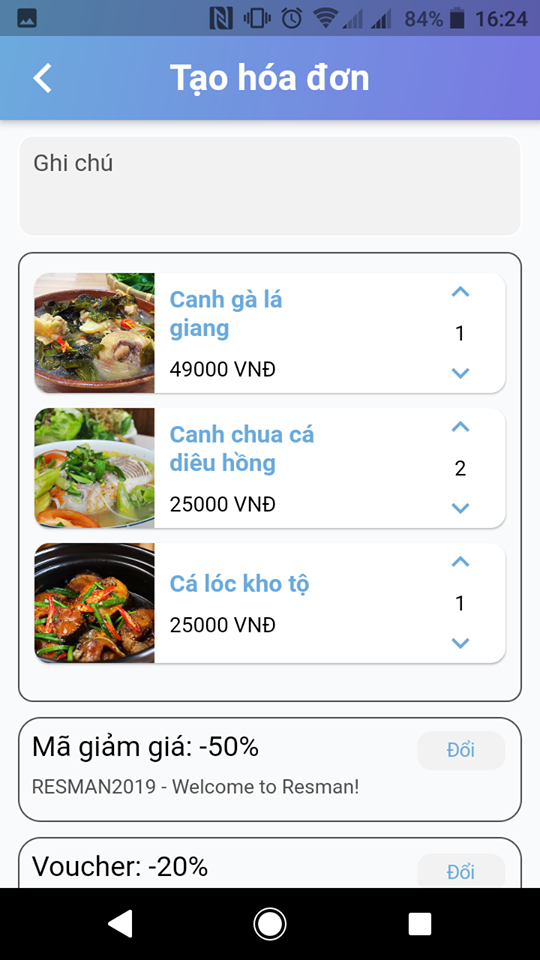 84% 16:24
Tạo hóa đơn
Ghi chú
Canh gà lá
giang
1
49000 VNĐ
Canh chua cá
diêu hồng
2
25000 VNĐ
Cá lóc kho tộ
1
25000 VNĐ
Mã giảm giá: -50%
Đổi
RESMAN2019 - Welcome to Resman!
Voucher: -20%
Đổi